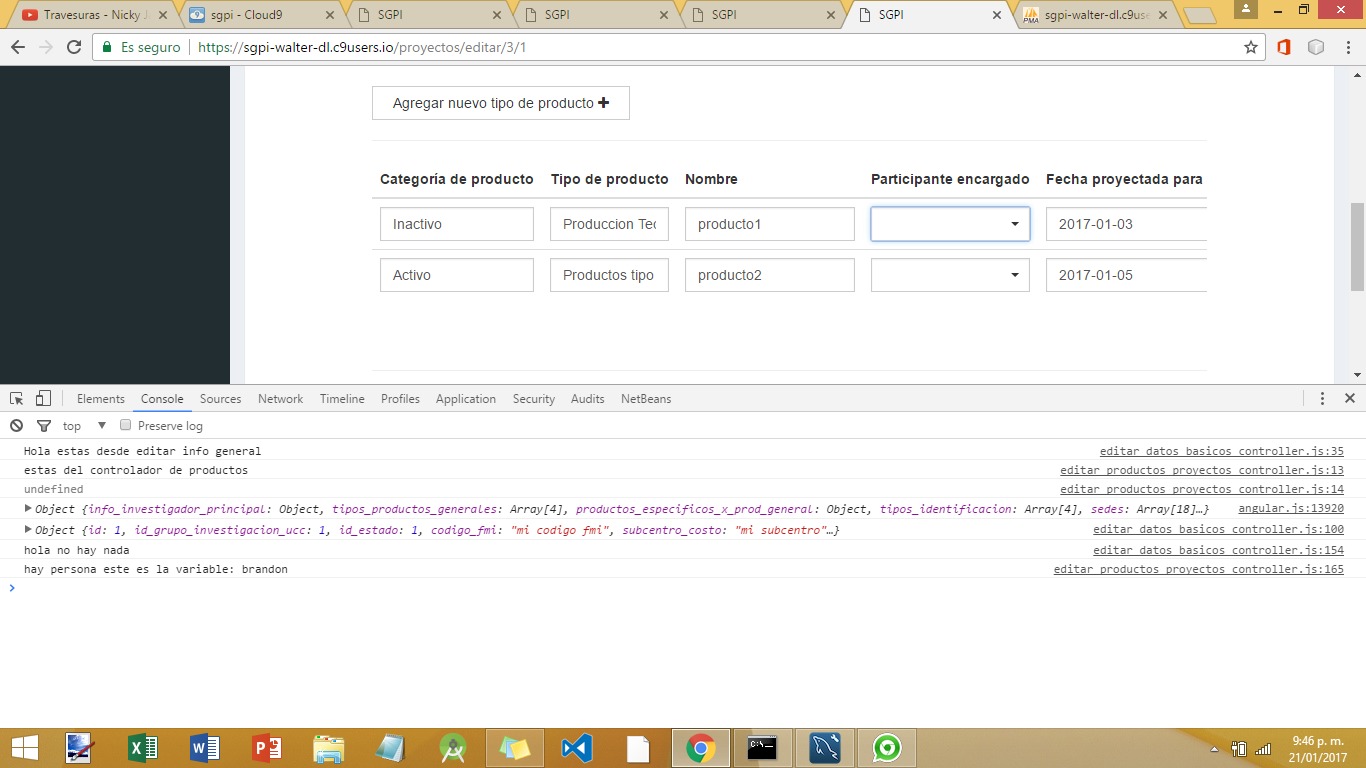 Travesuras - Nicky J
sgpi - Cloud9
SGPI
SGPI
SGPI
SGPI
PMA
sgpi-walter-dl.c9use
Es seguro
https://sgpi-walter-dl.c9users.io/proyectos/editar/3/1
Agregar nuevo tipo de producto
Categoría de producto Tipo de producto Nombre Participante encargado Fecha proyectada para
Inactivo Produccion Tec producto1 2017-01-03
Activo Productos tipo producto2 2017-01-05
Elements Console Sources Network Timeline Profiles Application Security Audits NetBeans
top Preserve log
Hola estas desde editar info general editar_datos_basicos_controller.js:35
estas del controlador de productos editar_productos_proyectos_controller.js:13
undefined editar_productos_proyectos_controller.js:14
Object {info_investigador_principal: Object, tipos_productos_generales: Array[4], productos_especificos_x_prod_general: Object, tipos_identificacion: Array[4], sedes: Array[18]…} angular.js:13920
Object {id: 1, id_grupo_investigacion_ucc: 1, id_estado: 1, codigo_fmi: "mi codigo fmi", subcentro_costo: "mi subcentro"…} editar_datos_basicos_controller.js:100
hola no hay nada editar_datos_basicos_controller.js:154
hay persona este es la variable: brandon editar_productos_proyectos_controller.js:165
9:46 p. m.
21/01/2017